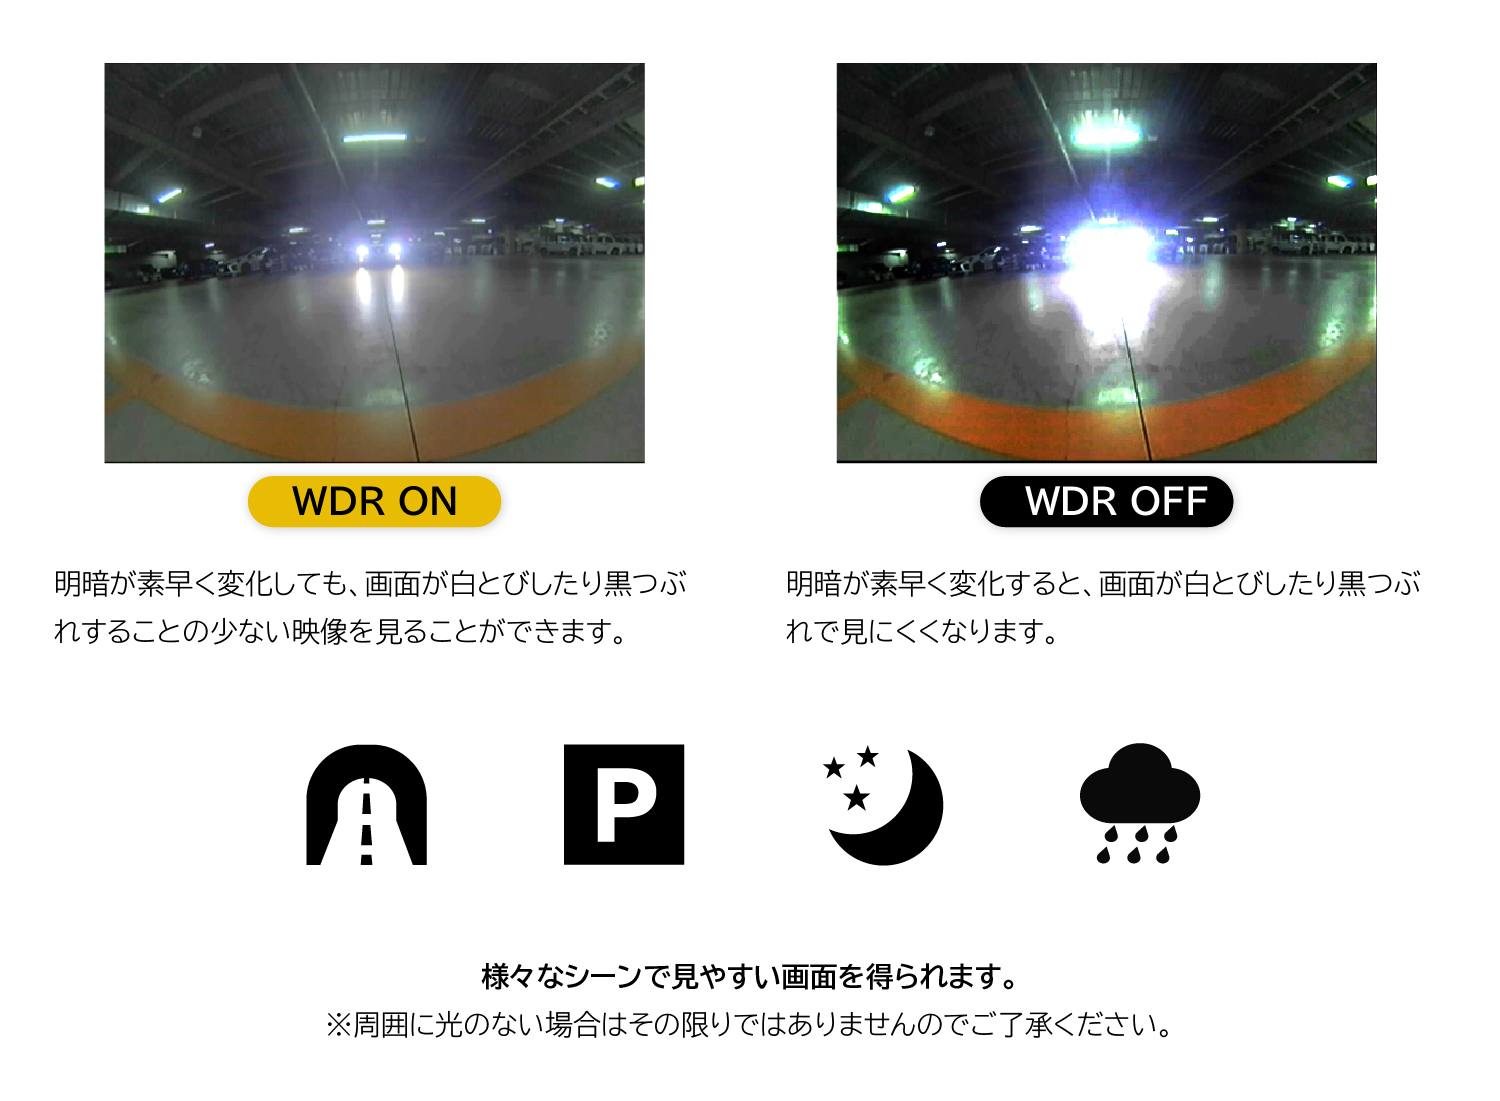 WDR ON
明暗が素早く変化しても、画面が白とびしたり黒つぶ
れすることの少ない映像を見ることができます。
WDR OFF
明暗が素早く変化すると、画面が白とびしたり黒つぶ
れで見にくくなります。
P
様々なシーンで見やすい画面を得られます。
※周囲に光のない場合はその限りではありませんのでご了承ください。